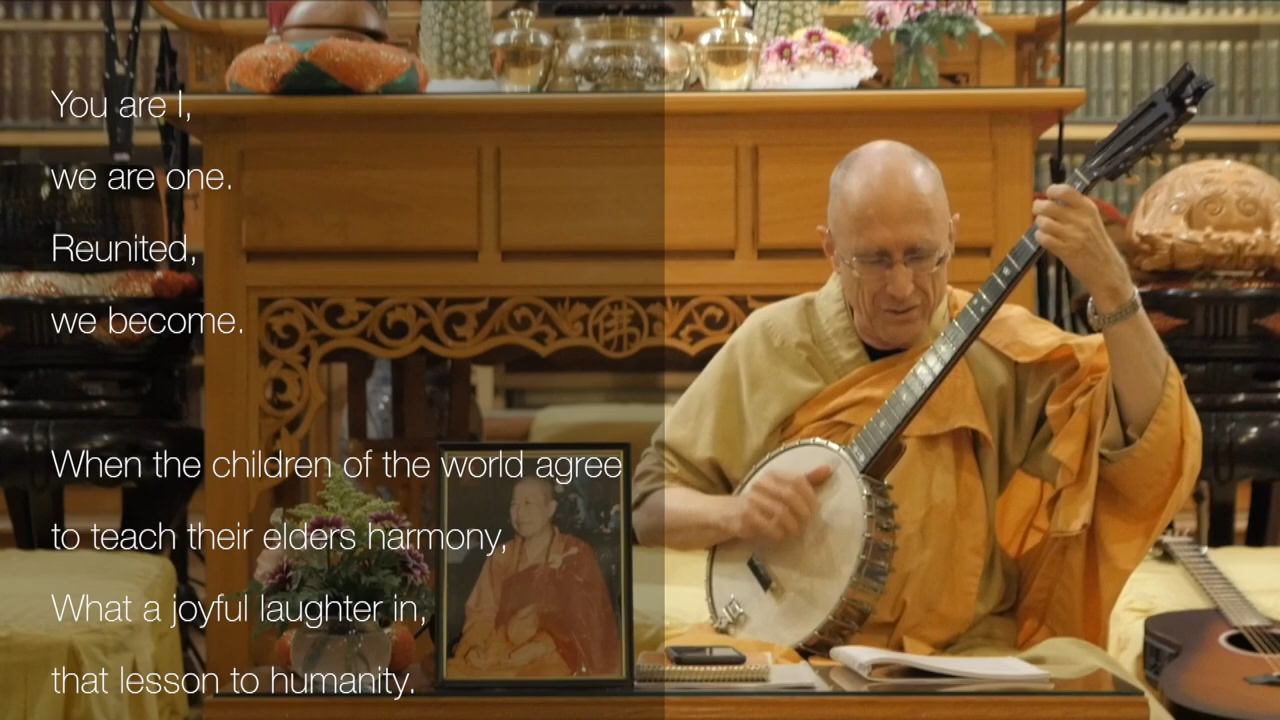 You are I,
we are one.
Reunited,
we become.
When the children of the world agree
to teach their elders harmony,
What a joyful laughter in,
that lesson to humanity.
佛